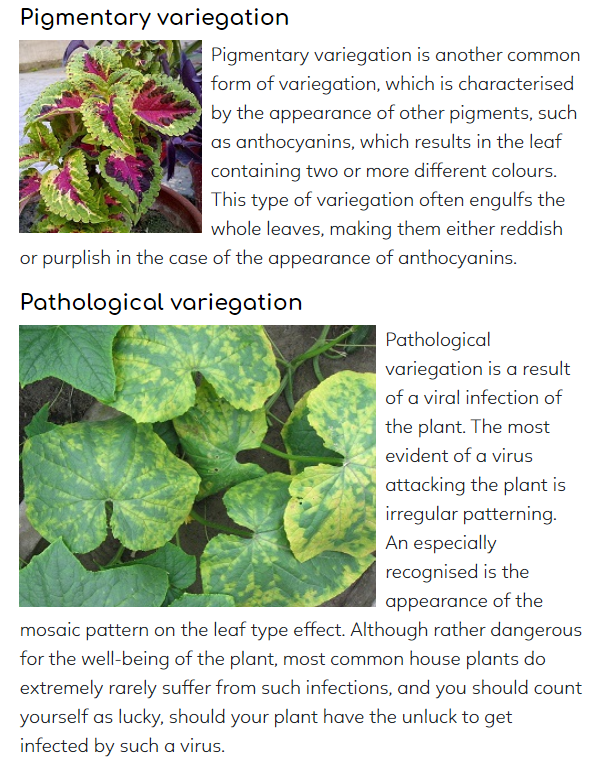 Pigmentary variegation
Pigmentary variegation is another common
form of variegation, which is characterised
by the appearance of other pigments, such
as anthocyanins, which results in the leaf
containing two or more different colours.
This type of variegation often engulfs the
whole leaves, making them either reddish
or purplish in the case of the appearance of anthocyanins.
Pathological variegation
Pathological
variegation is a result
of a viral infection of
the plant. The most
evident of a virus
attacking the plant is
irregular patterning.
An especially
recognised is the
appearance of the
mosaic pattern on the leaf type effect. Although rather dangerous
for the well-being of the plant, most common house plants do
extremely rarely suffer from such infections, and you should count
yourself as lucky, should your plant have the unluck to get
infected by such a virus.